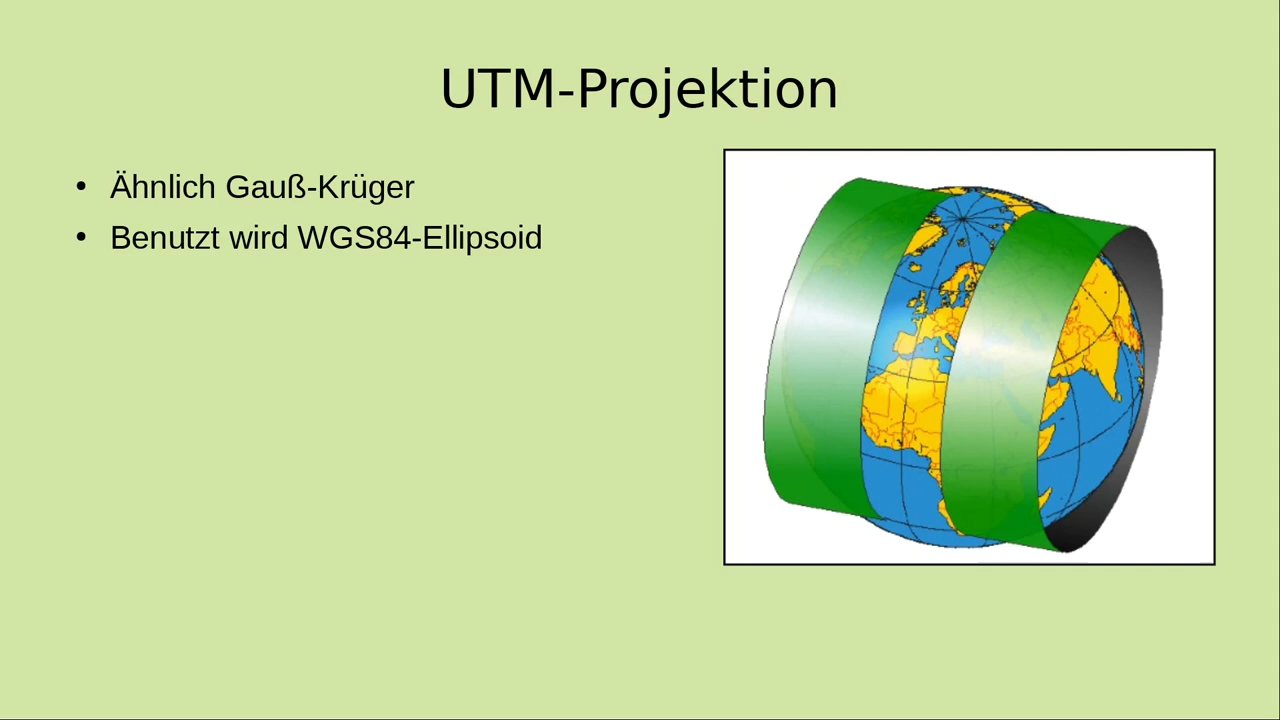 UTM-Projektion
• Ähnlich Gauß-Krüger
• Benutzt wird WGS84-Ellipsoid